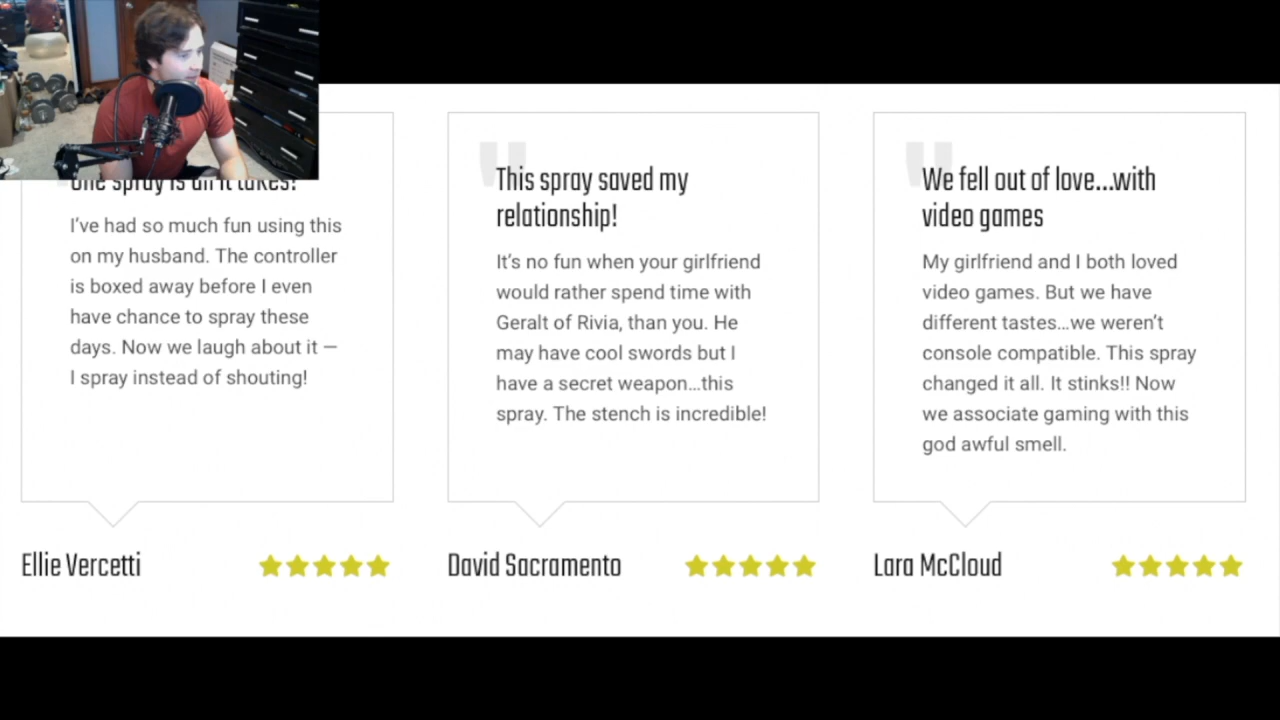 One spray is all it takes!
I've had so much fun using this
on my husband. The controller
is boxed away before I even
have chance to spray these
days. Now we laugh about it —
I spray instead of shouting!
Ellie Vercetti
"
This spray saved my
relationship!
It's no fun when your girlfriend
would rather spend time with
Geralt of Rivia, than you. He
may have cool swords but I
have a secret weapon...this
spray. The stench is incredible!
David Sacramento
"
We fell out of love...with
video games
My girlfriend and I both loved
video games. But we have
different tastes...we weren't
console compatible. This spray
changed it all. It stinks!! Now
we associate gaming with this
god awful smell.
Lara McCloud